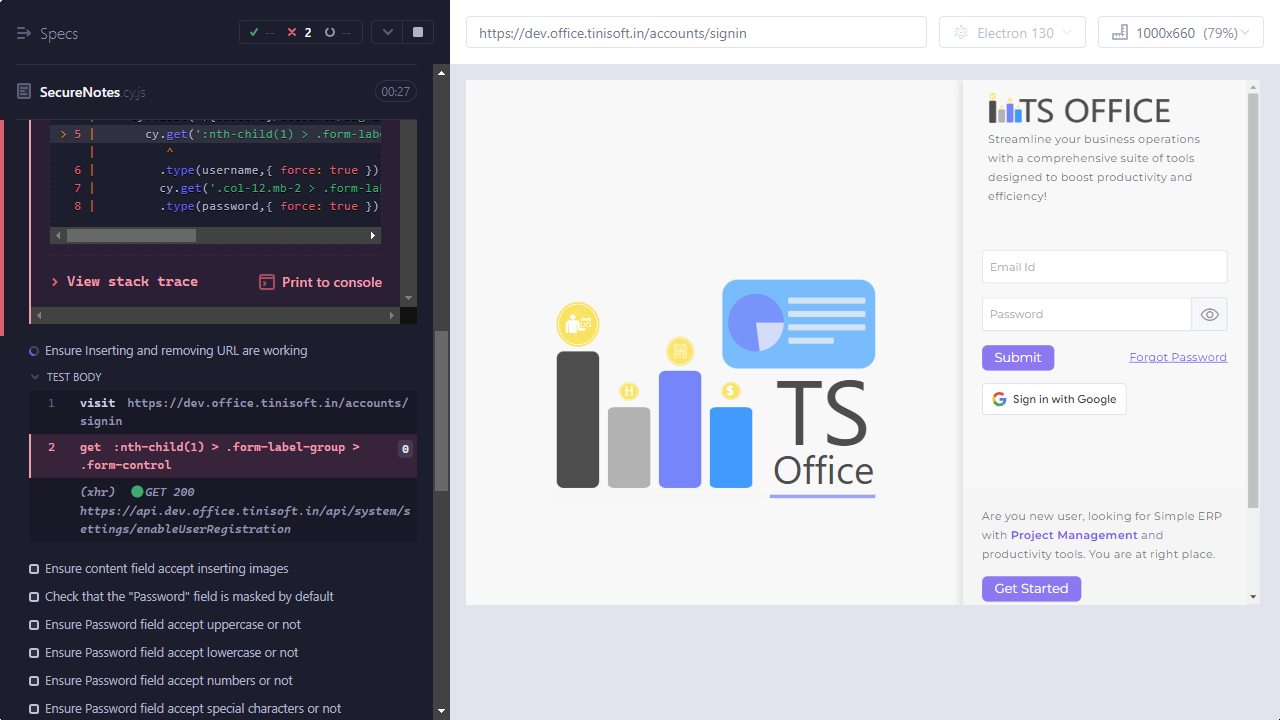 Specs
-- 2 --
SecureNotes.cy.js
00:27
> 5 | cy.get(':nth-child(1) > .form-labe
| ^
6 | .type(username,{ force: true })
7 | cy.get('.col-12.mb-2 > .form-la
8 | .type(password,{ force: true })
> View stack trace
Print to console
Ensure Inserting and removing URL are working
TEST BODY
1 visit https://dev.office.tinisoft.in/accounts/
signin
2 get :nth-child(1) > .form-label-group > 0
.form-control
(xhr) GET 200
https://api.dev.office.tinisoft.in/api/system/s
ettings/enableUserRegistration
Ensure content field accept inserting images
Check that the "Password" field is masked by default
Ensure Password field accept uppercase or not
Ensure Password field accept lowercase or not
Ensure Password field accept numbers or not
Ensure Password field accept special characters or not
https://dev.office.tinisoft.in/accounts/signin
Electron 130
1000x660 (79%)
H
$
TS
Office
TS OFFICE
Streamline your business operations
with a comprehensive suite of tools
designed to boost productivity and
efficiency!
Email Id
Password
Submit
Forgot Password
Sign in with Google
Are you new user, looking for Simple ERP
with Project Management and
productivity tools. You are at right place.
Get Started